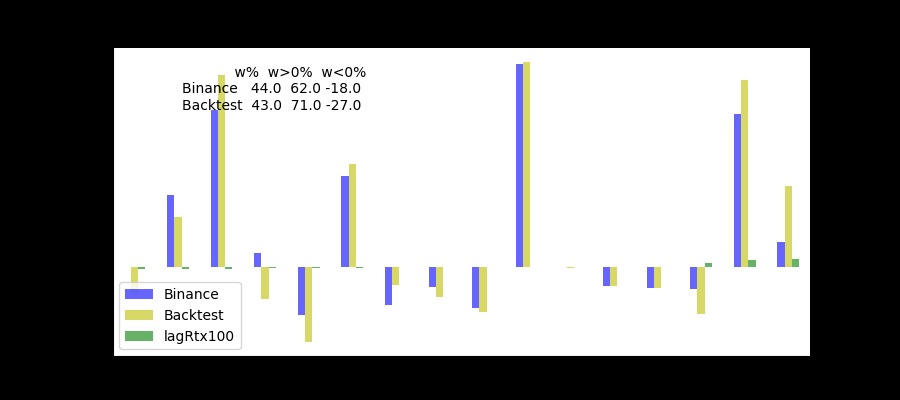 w% w>0% w<0%
Binance 44.0 62.0 -18.0
Backtest 43.0 71.0 -27.0
Binance
Backtest
lagRtx100